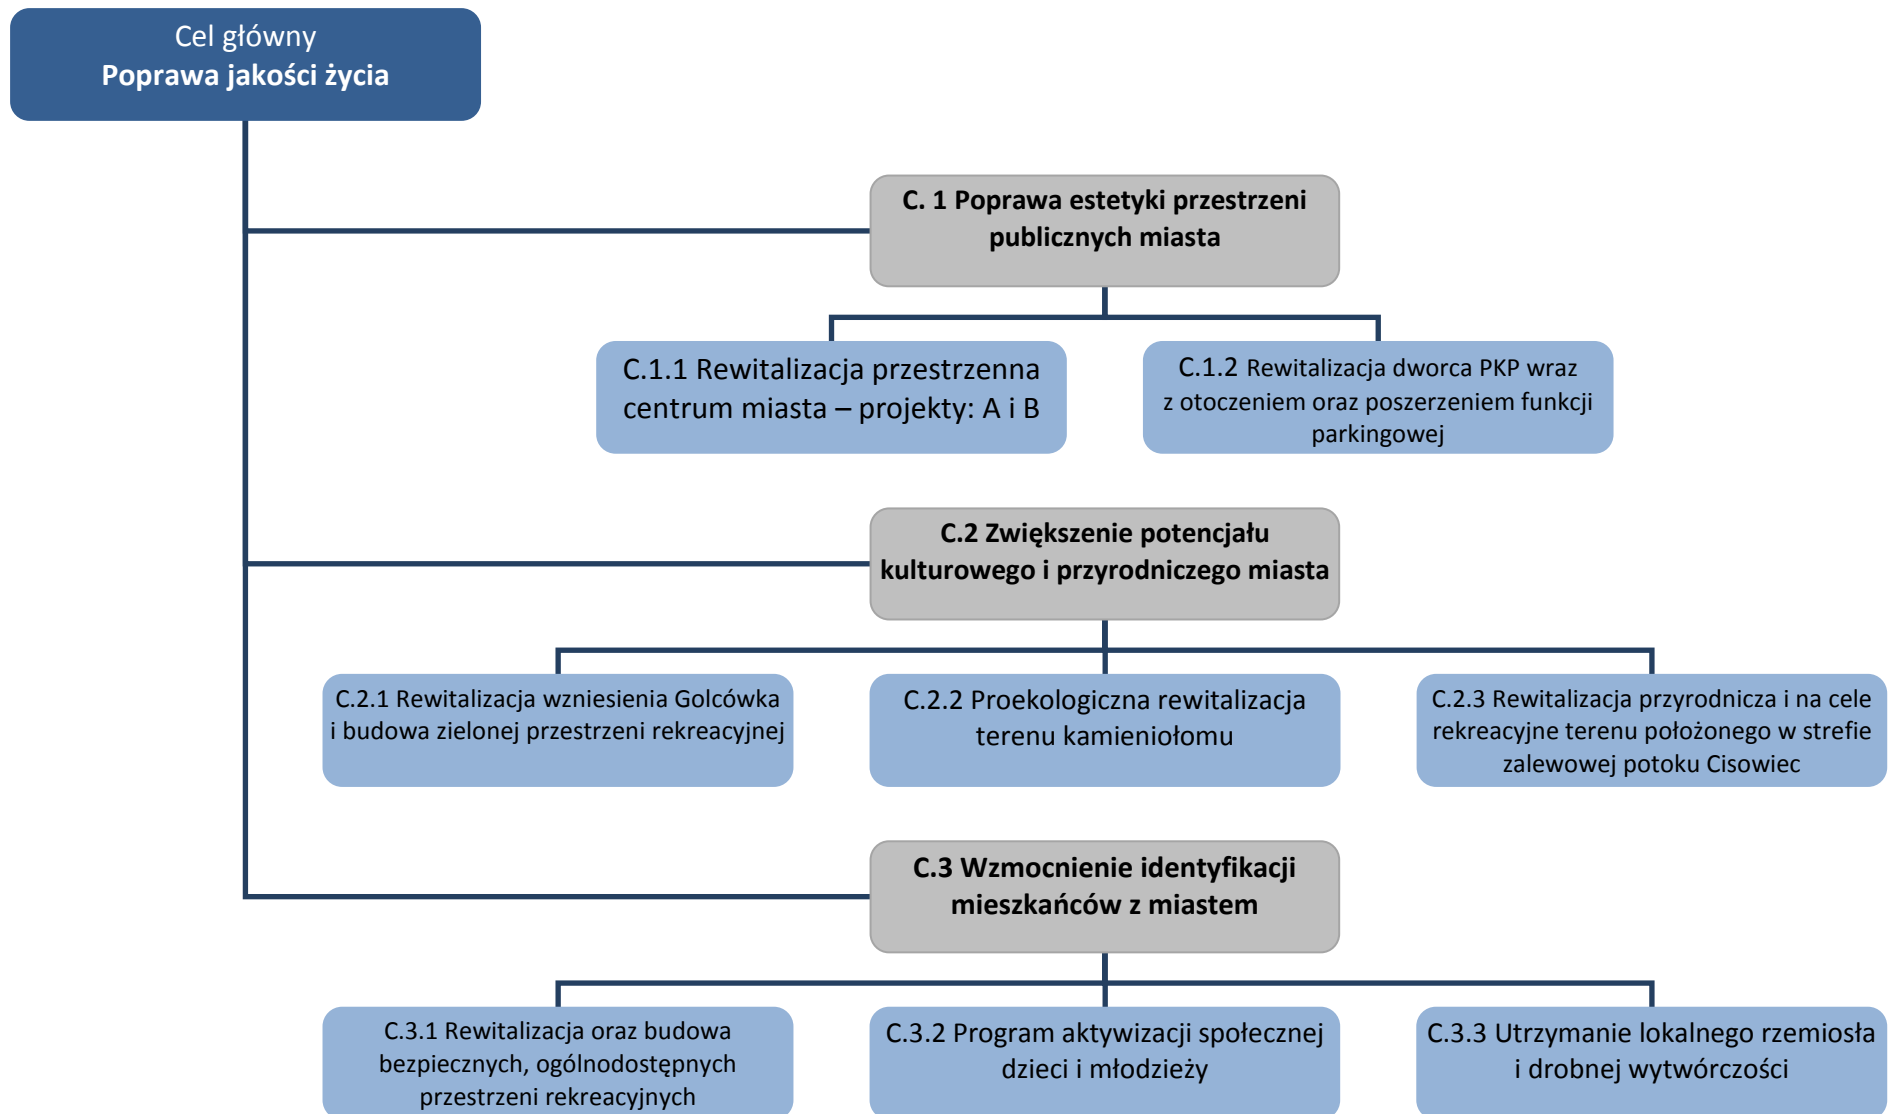 Cel główny
Poprawa jakości życia
C. 1 Poprawa estetyki przestrzeni
publicznych miasta
C.1.1 Rewitalizacja przestrzenna
centrum miasta – projekty: A i B
C.1.2 Rewitalizacja dworca PKP wraz
z otoczeniem oraz poszerzeniem funkcji
parkingowej
C.2 Zwiększenie potencjału
kulturowego i przyrodniczego miasta
C.2.1 Rewitalizacja wzniesienia Golcówka
i budowa zielonej przestrzeni rekreacyjnej
C.2.2 Proekologiczna rewitalizacja
terenu kamieniołomu
C.2.3 Rewitalizacja przyrodnicza i na cele
rekreacyjne terenu położonego w strefie
zalewowej potoku Cisowiec
C.3 Wzmocnienie identyfikacji
mieszkańców z miastem
C.3.1 Rewitalizacja oraz budowa
bezpiecznych, ogólnodostępnych
przestrzeni rekreacyjnych
C.3.2 Program aktywizacji społecznej
dzieci i młodzieży
C.3.3 Utrzymanie lokalnego rzemiosła
i drobnej wytwórczości